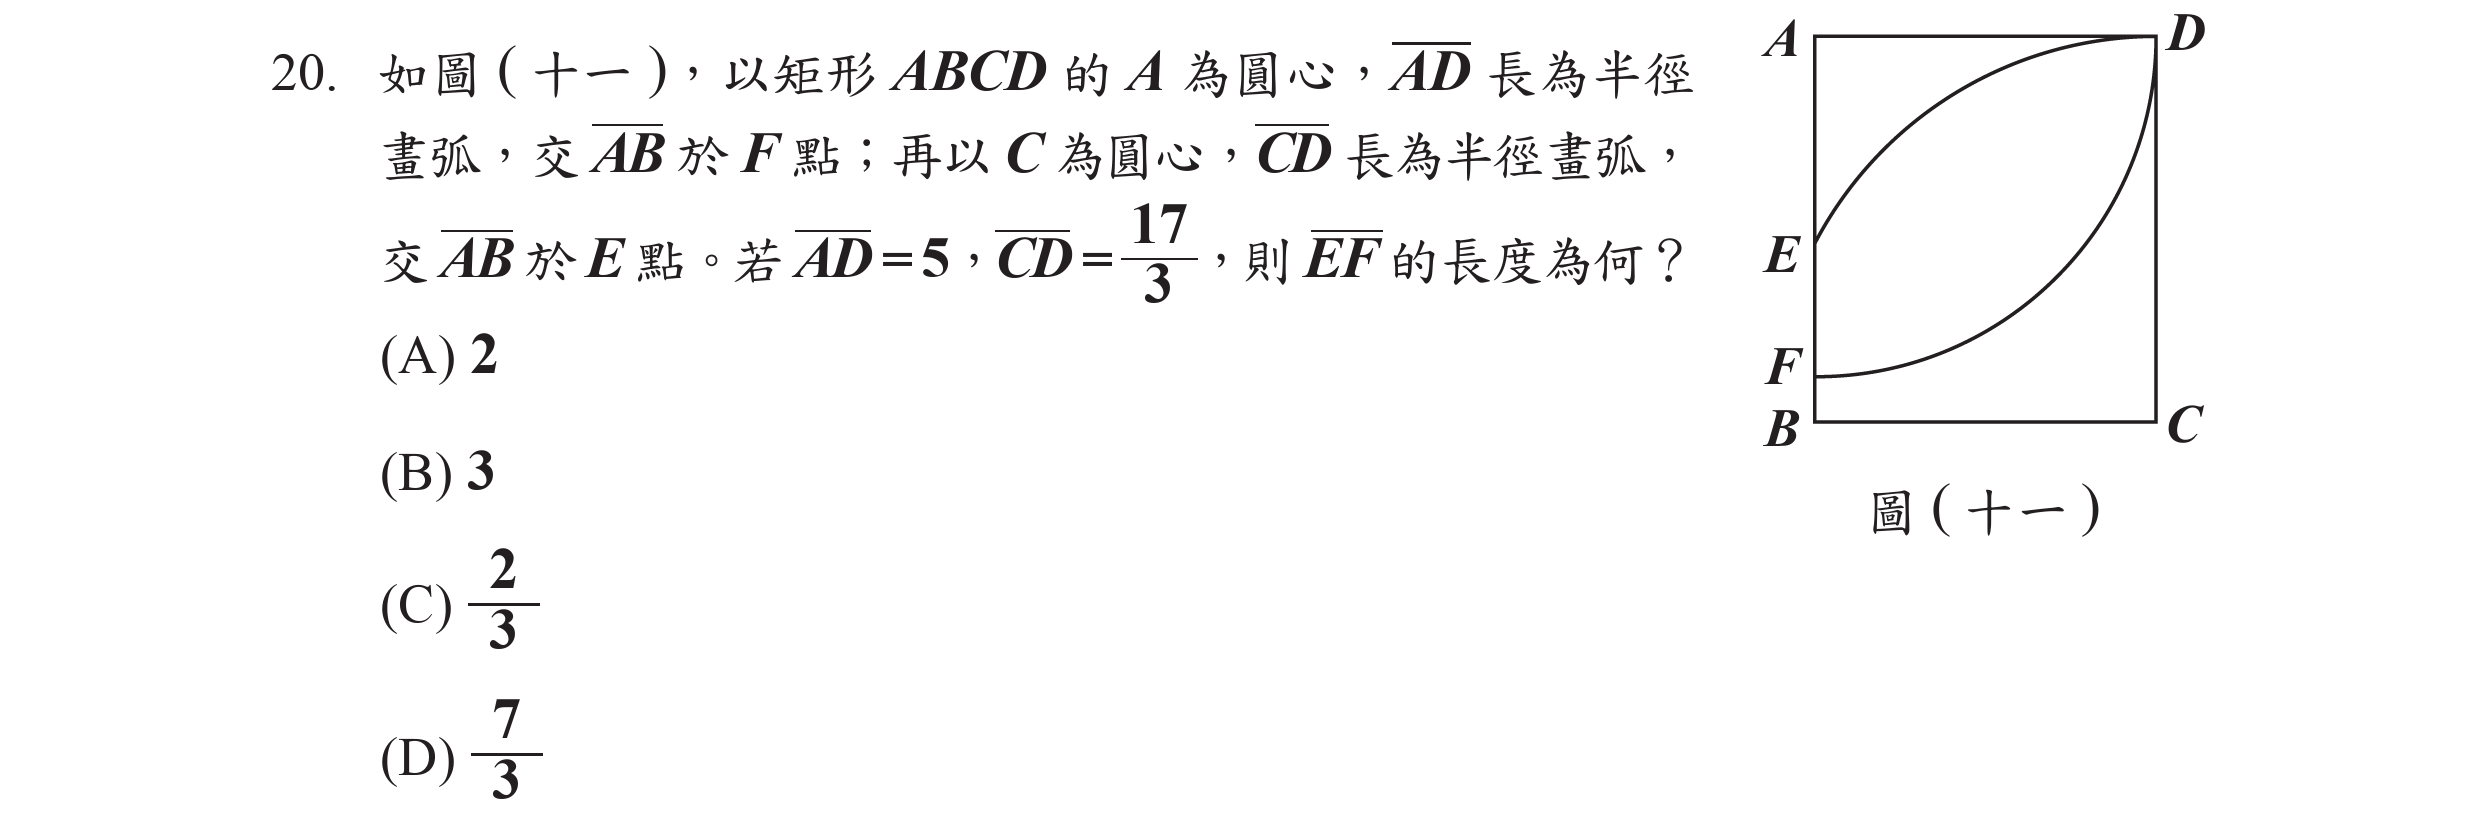 20. 如圖(十一),以矩形 ABCD 的 A 為圓心,$\overline{AD}$ 長為半徑
畫弧,交 $\overline{AB}$ 於 F 點;再以 C 為圓心,$\overline{CD}$ 長為半徑畫弧,
交 $\overline{AB}$ 於 E 點。若 $\overline{AD}$=5,$\overline{CD}$=$\frac{17}{3}$,則 $\overline{EF}$ 的長度為何?
(A) 2
(B) 3
(C) $\frac{2}{3}$
(D) $\frac{7}{3}$
A
D
E
F
B
C
圖(十一)